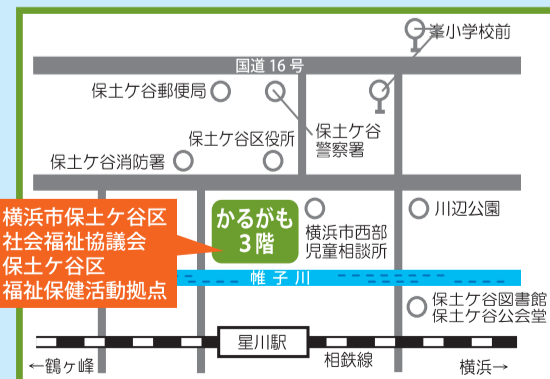 峯小学校前
国道16号
保土ケ谷郵便局
保土ケ谷
警察署
保土ケ谷区役所
保土ケ谷消防署
横浜市保土ケ谷区
社会福祉協議会
保土ケ谷区
福祉保健活動拠点
かるがも
3階
横浜市西部
児童相談所
川辺公園
帷子川
保土ケ谷図書館
保土ケ谷公会堂
星川駅
相鉄線
←鶴ヶ峰
横浜→